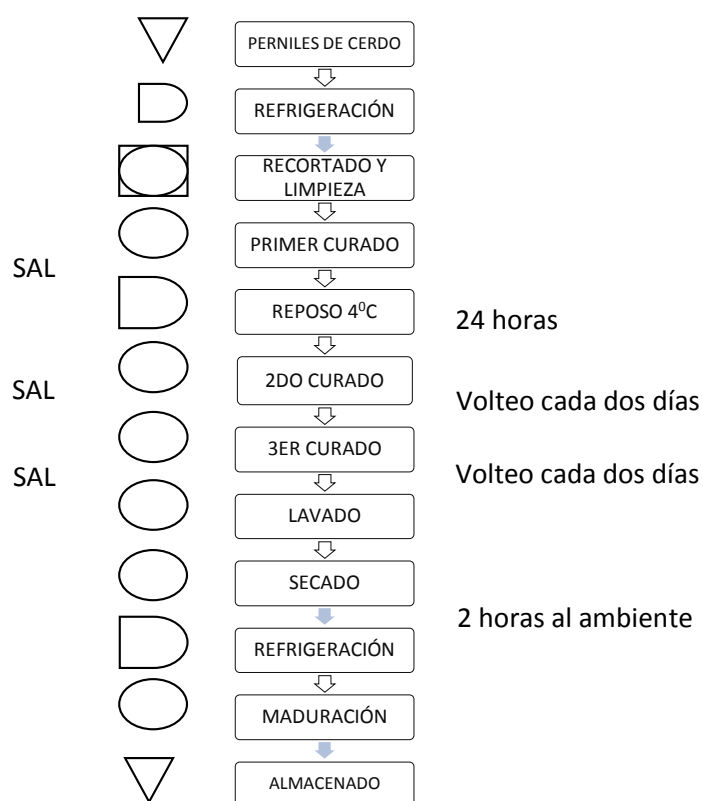 PERNILES DE CERDO
REFRIGERACIÓN
RECORTADO Y
LIMPIEZA
PRIMER CURADO
SAL
REPOSO 4⁰C
24 horas
2DO CURADO
SAL
Volteo cada dos días
3ER CURADO
SAL
Volteo cada dos días
LAVADO
SECADO
2 horas al ambiente
REFRIGERACIÓN
MADURACIÓN
ALMACENADO